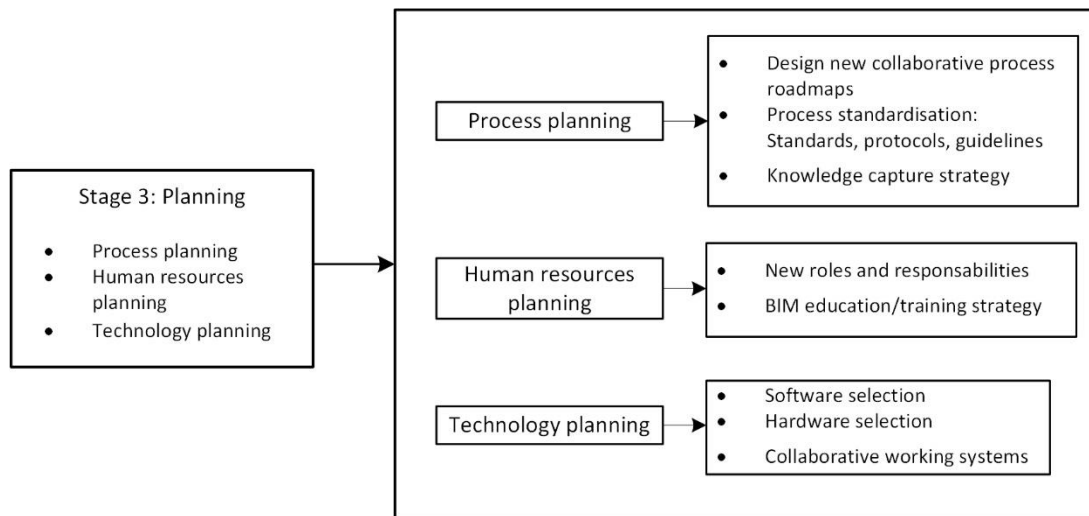 Stage 3: Planning
• Process planning
• Human resources
planning
• Technology planning
Process planning
• Design new collaborative process
roadmaps
• Process standardisation:
Standards, protocols, guidelines
• Knowledge capture strategy
Human resources
planning
• New roles and responsabilities
• BIM education/training strategy
Technology planning
• Software selection
• Hardware selection
• Collaborative working systems